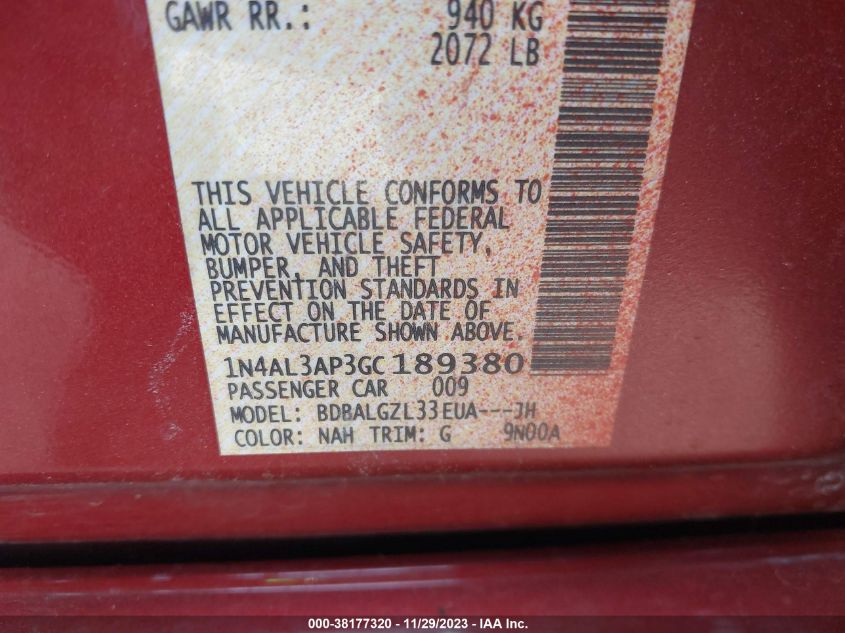 GAWR RR.: 940 KG
2072 LB
THIS VEHICLE CONFORMS TO
ALL APPLICABLE FEDERAL
MOTOR VEHICLE SAFETY,
BUMPER, AND THEFT
PREVENTION STANDARDS IN
EFFECT ON THE DATE OF
MANUFACTURE SHOWN ABOVE.
1N4AL3AP3GC189380
PASSENGER CAR 009
MODEL: BDBALGZL33EUA---JH
COLOR: NAH TRIM: G 9N00A
000-38177320 | 11/29/2023 | © IAA Inc.